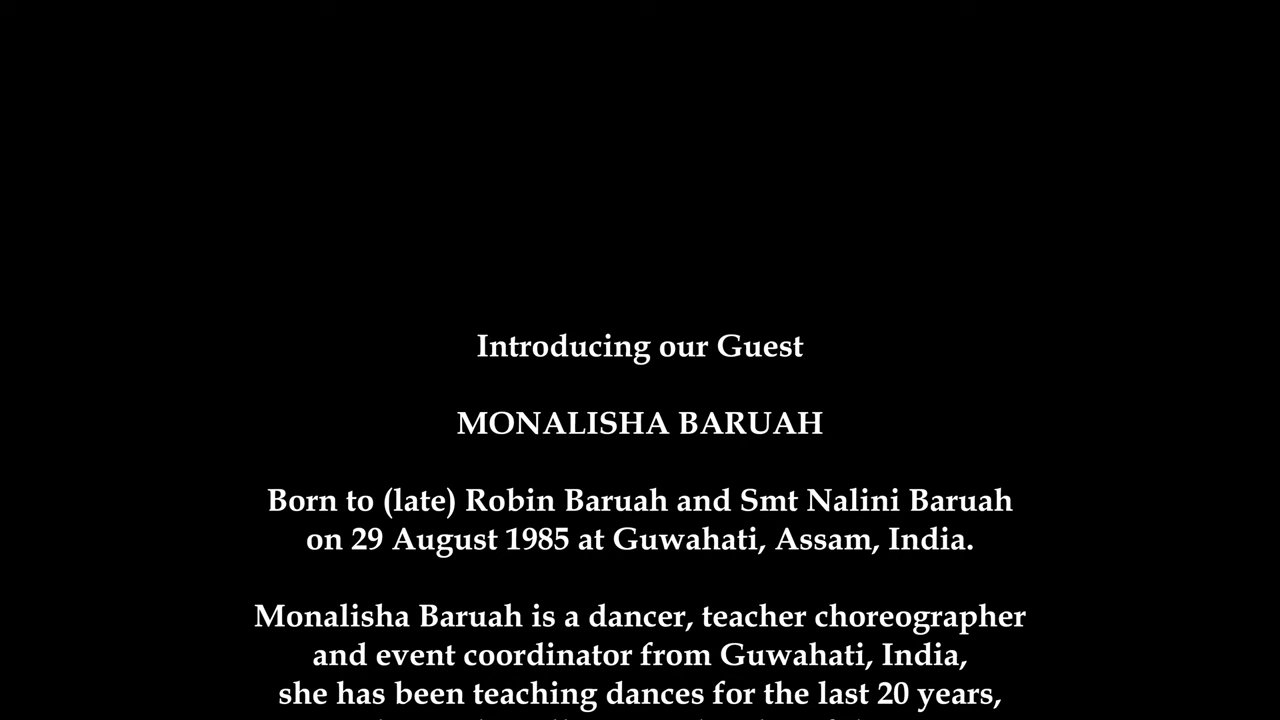 Introducing our Guest
MONALISHA BARUAH
Born to (late) Robin Baruah and Smt Nalini Baruah
on 29 August 1985 at Guwahati, Assam, India.
Monalisha Baruah is a dancer, teacher choreographer
and event coordinator from Guwahati, India,
she has been teaching dances for the last 20 years,